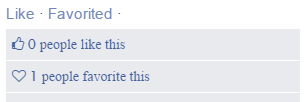 Like · Favorited ·
0 people like this
1 people favorite this